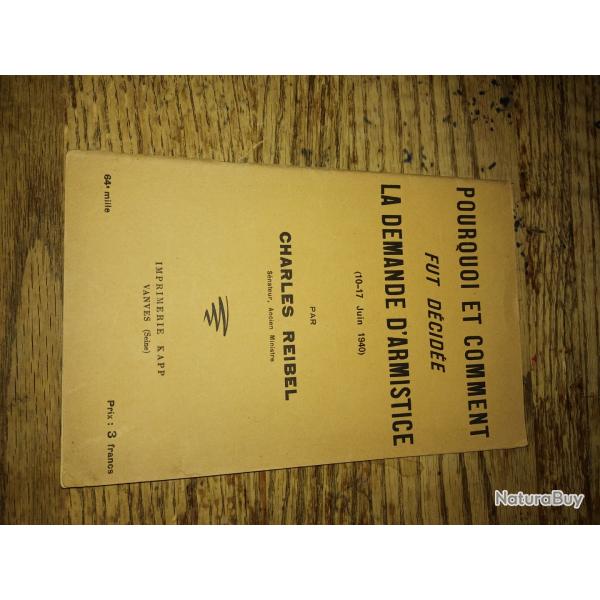 POURQUOI ET COMMENT
FUT DÉCIDÉE
LA DEMANDE D'ARMISTICE
(10-17 Juin 1940)
PAR
CHARLES REIBEL
Sénateur, Ancien Ministre
IMPRIMERIE KAPP
VANVES (Seine)
64e mille
Prix : 3 francs
NaturaBuy